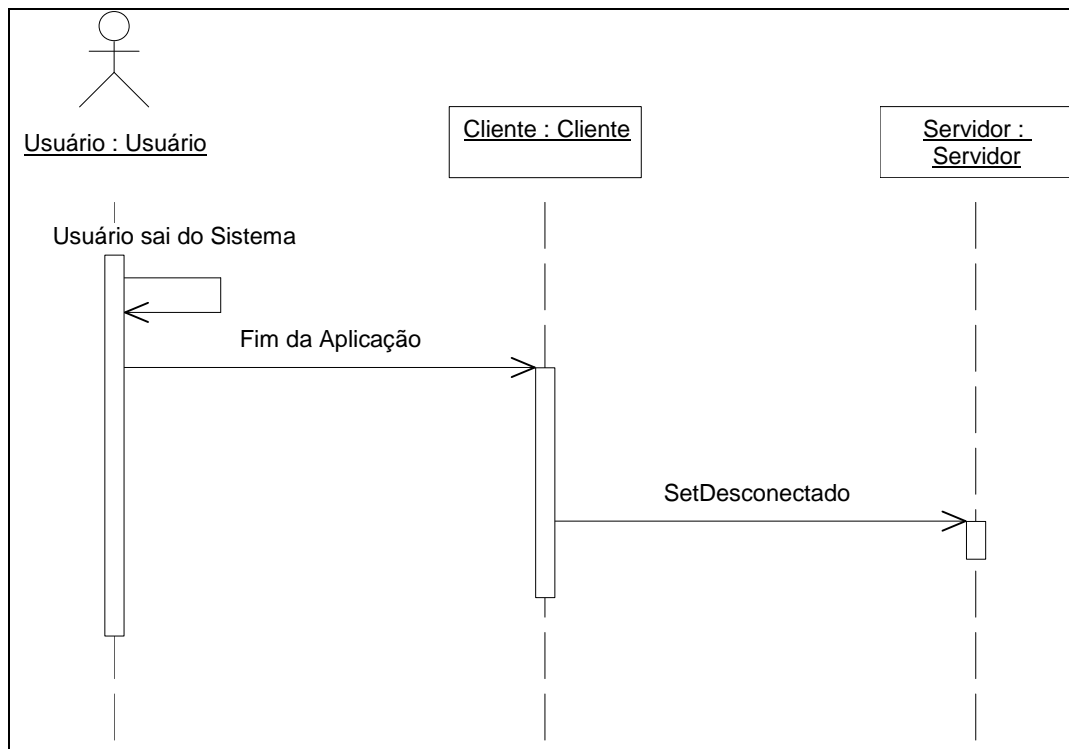 Usuário : Usuário
Cliente : Cliente
Servidor :
Servidor
Usuário sai do Sistema
Fim da Aplicação
SetDesconectado